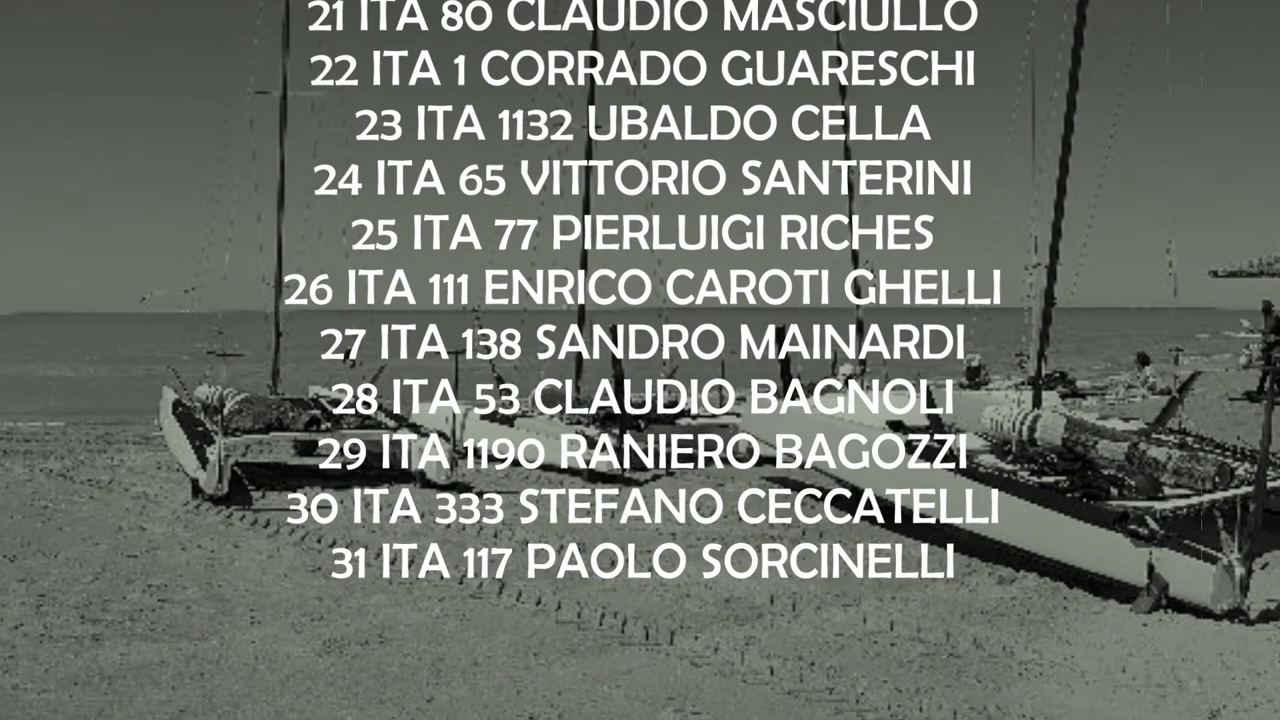 21 ITA 80 CLAUDIO MASCIULLO
22 ITA 1 CORRADO GUARESCHI
23 ITA 1132 UBALDO CELLA
24 ITA 65 VITTORIO SANTERINI
25 ITA 77 PIERLUIGI RICHES
26 ITA 111 ENRICO CAROTI GHELLI
27 ITA 138 SANDRO MAINARDI
28 ITA 53 CLAUDIO BAGNOLI
29 ITA 1190 RANIERO BAGOZZI
30 ITA 333 STEFANO CECCATELLI
31 ITA 117 PAOLO SORCINELLI